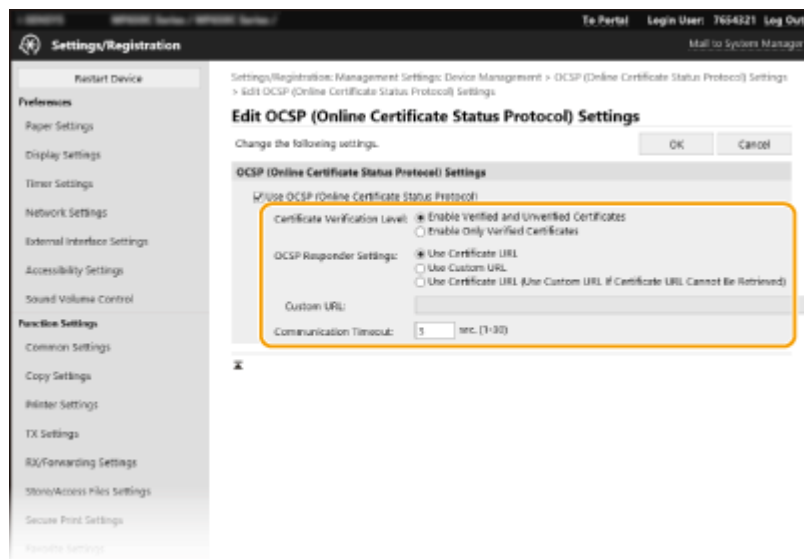 To Portal Login User: 7654321 Log Out
Settings/Registration
Mail to System Manager
Restart Device
Preferences
Paper Settings
Display Settings
Timer Settings
Network Settings
External Interface Settings
Accessibility Settings
Sound Volume Control
Function Settings
Common Settings
Copy Settings
Printer Settings
TX Settings
RX/Forwarding Settings
Store/Access Files Settings
Secure Print Settings
Favorite Settings
Settings/Registration: Management Settings: Device Management > OCSP (Online Certificate Status Protocol) Settings
> Edit OCSP (Online Certificate Status Protocol) Settings
Edit OCSP (Online Certificate Status Protocol) Settings
Change the following settings.
OK Cancel
OCSP (Online Certificate Status Protocol) Settings
Use OCSP (Online Certificate Status Protocol)
Certificate Verification Level: Enable Verified and Unverified Certificates
Enable Only Verified Certificates
OCSP Responder Settings: Use Certificate URL
Use Custom URL
Use Certificate URL (Use Custom URL if Certificate URL Cannot Be Retrieved)
Custom URL:
Communication Timeout: 3 sec. (1-30)